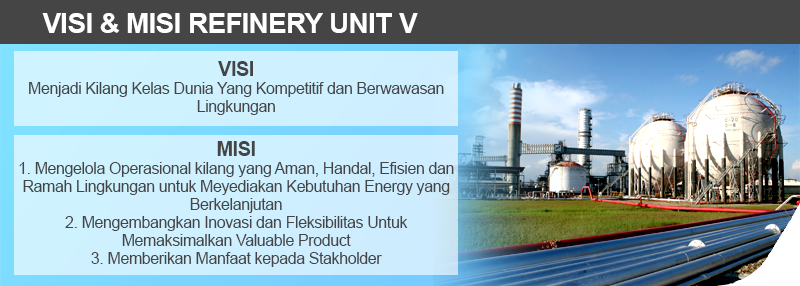 VISI & MISI REFINERY UNIT V
VISI
Menjadi Kilang Kelas Dunia Yang Kompetitif dan Berwawasan
Lingkungan
MISI
1. Mengelola Operasional kilang yang Aman, Handal, Efisien dan
Ramah Lingkungan untuk Meyediakan Kebutuhan Energy yang
Berkelanjutan
2. Mengembangkan Inovasi dan Fleksibilitas Untuk
Memaksimalkan Valuable Product
3. Memberikan Manfaat kepada Stakholder